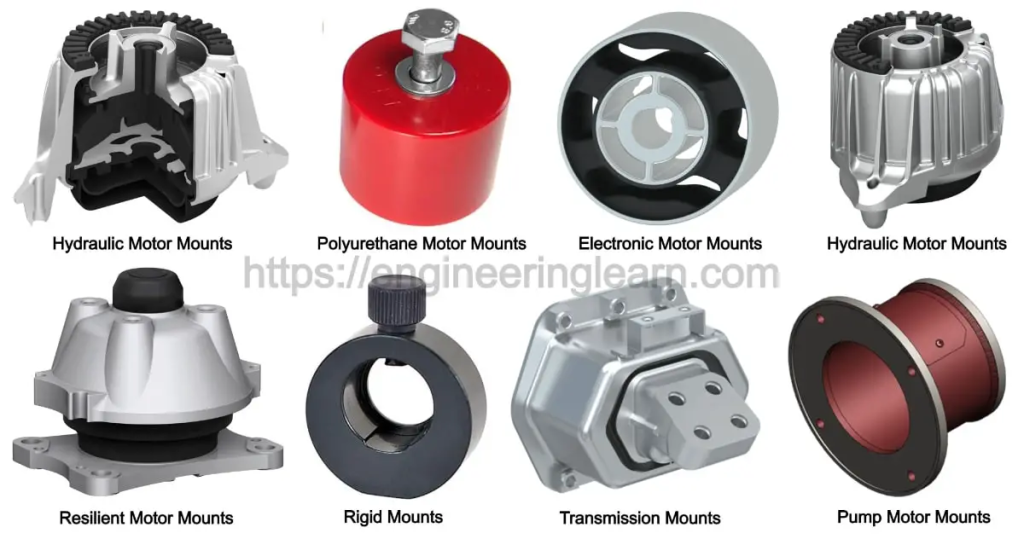 Hydraulic Motor Mounts
Polyurethane Motor Mounts
Electronic Motor Mounts
Hydraulic Motor Mounts
https://engineeringlearn.com
Resilient Motor Mounts
Rigid Mounts
Transmission Mounts
Pump Motor Mounts